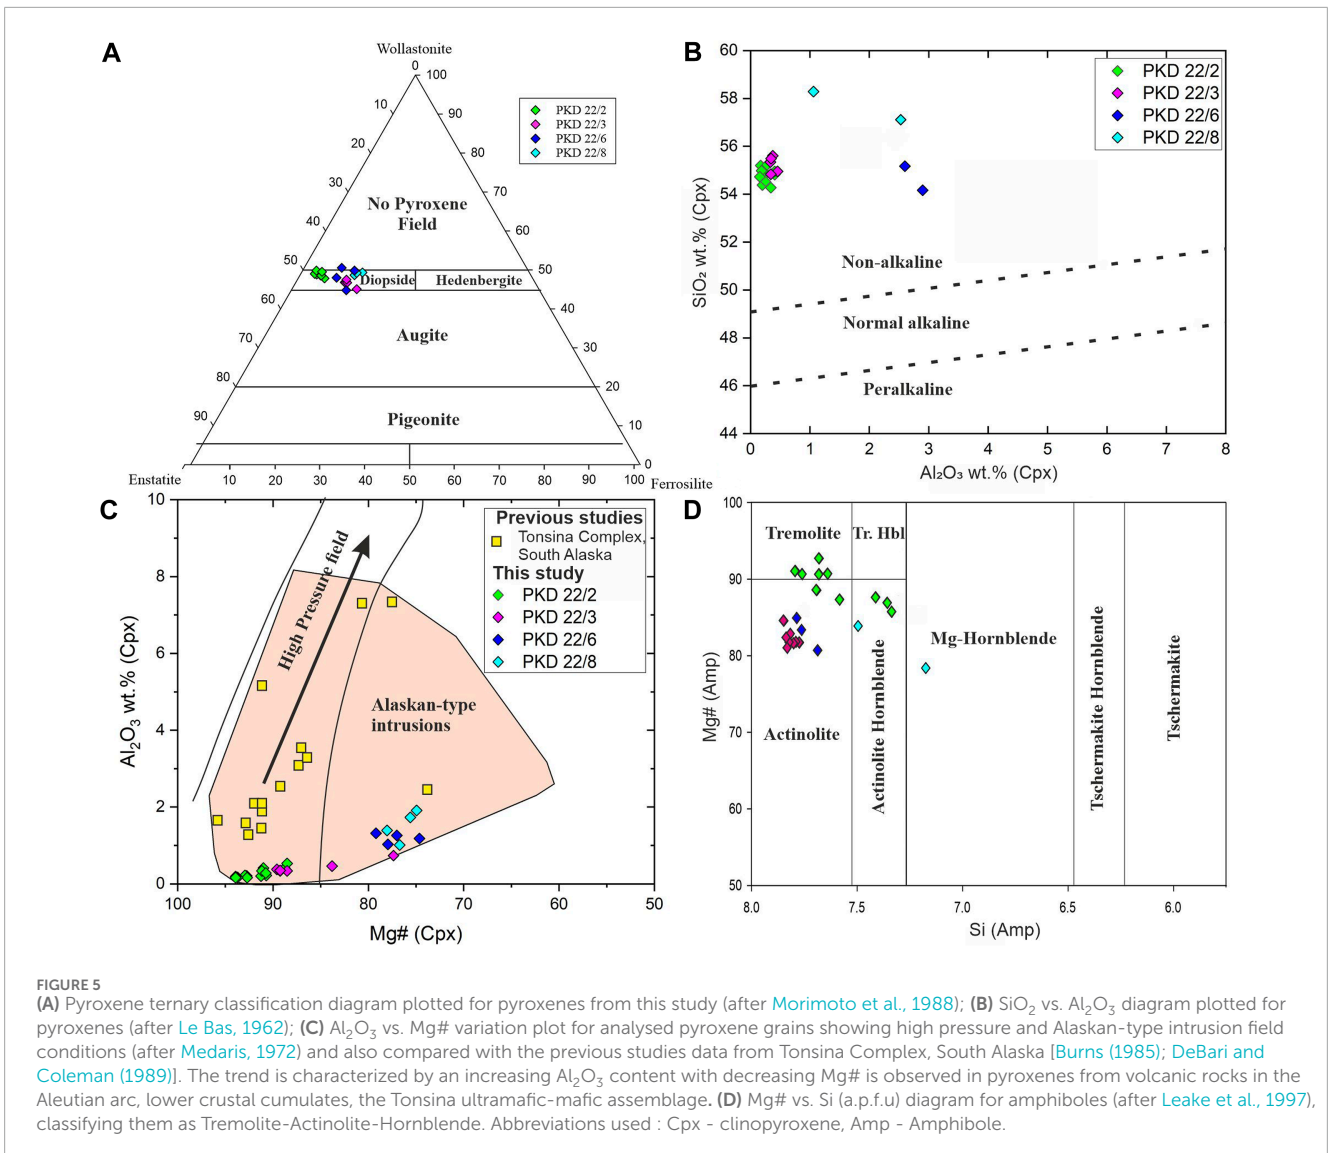 A
Wollastonite
0
100
10
90
20
80
30
70
40
60
50
50
60
40
70
30
80
20
90
10
0
No Pyroxene
Field
Diopside
Hedenbergite
Augite
Pigeonite
PKD 22/2
PKD 22/3
PKD 22/6
PKD 22/8
Enstatite
10 20 30 40 50 60 70 80 90 100
Ferrosilite
B
60
58
56
54
52
50
48
46
44
SiO₂ wt.% (Cpx)
PKD 22/2
PKD 22/3
PKD 22/6
PKD 22/8
Non-alkaline
Normal alkaline
Peralkaline
0 1 2 3 4 5 6 7 8
Al₂O₃ wt.% (Cpx)
C
10
8
6
4
2
0
Al₂O₃ wt.% (Cpx)
High Pressure field
Alaskan-type
intrusions
Previous studies
Tonsina Complex,
South Alaska
This study
PKD 22/2
PKD 22/3
PKD 22/6
PKD 22/8
100 90 80 70 60 50
Mg# (Cpx)
D
100
90
80
70
60
50
Mg# (Amp)
Tremolite
Tr. Hbl
Actinolite
Actinolite Hornblende
Mg-Hornblende
Tschermakite Hornblende
Tschermakite
8.0 7.5 7.0 6.5 6.0
Si (Amp)
FIGURE 5
(A) Pyroxene ternary classification diagram plotted for pyroxenes from this study (after Morimoto et al., 1988); (B) SiO₂ vs. Al₂O₃ diagram plotted for
pyroxenes (after Le Bas, 1962); (C) Al₂O₃ vs. Mg# variation plot for analysed pyroxene grains showing high pressure and Alaskan-type intrusion field
conditions (after Medaris, 1972) and also compared with the previous studies data from Tonsina Complex, South Alaska [Burns (1985); DeBari and
Coleman (1989)]. The trend is characterized by an increasing Al₂O₃ content with decreasing Mg# is observed in pyroxenes from volcanic rocks in the
Aleutian arc, lower crustal cumulates, the Tonsina ultramafic-mafic assemblage. (D) Mg# vs. Si (a.p.f.u) diagram for amphiboles (after Leake et al., 1997),
classifying them as Tremolite-Actinolite-Hornblende. Abbreviations used : Cpx - clinopyroxene, Amp - Amphibole.